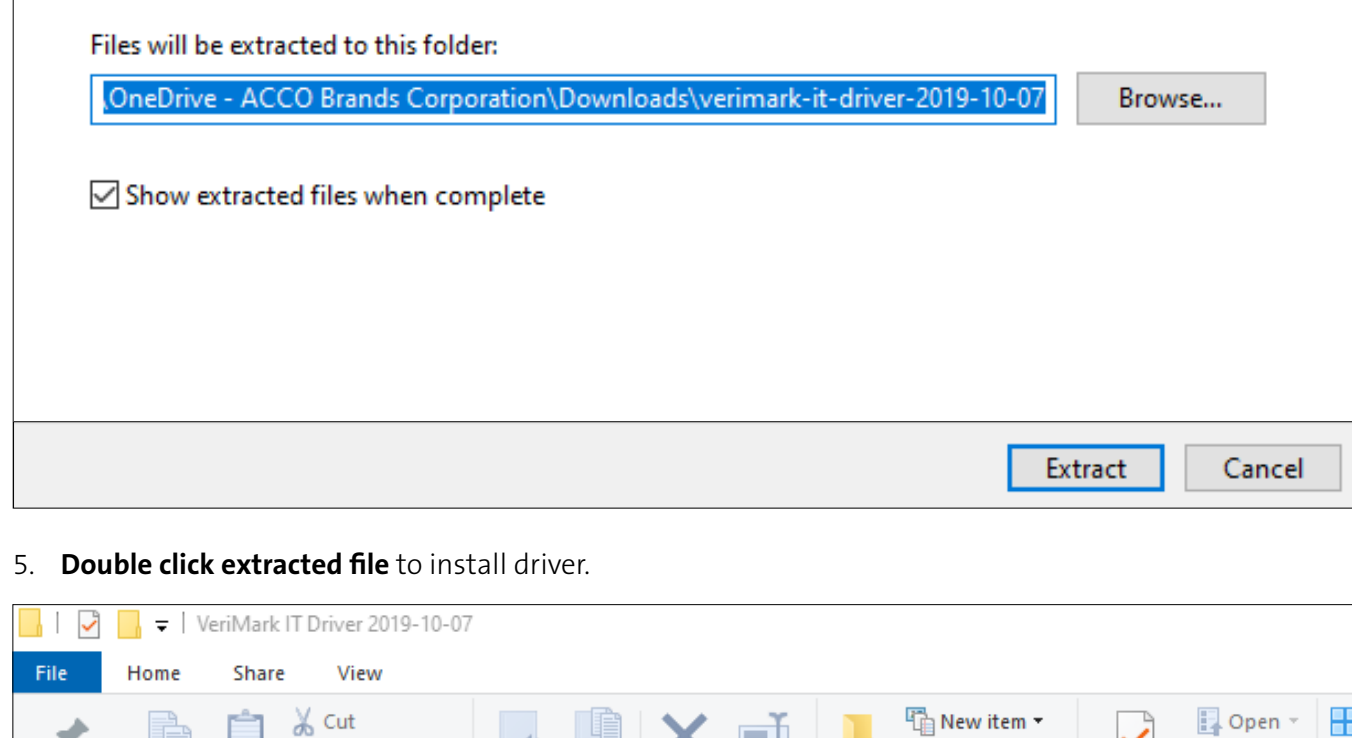 Files will be extracted to this folder:
\OneDrive - ACCO Brands Corporation\Downloads\verimark-it-driver-2019-10-07
Browse...
Show extracted files when complete
Extract
Cancel
5. Double click extracted file to install driver.
VeriMark IT Driver 2019-10-07
File Home Share View
Cut
New item
Open